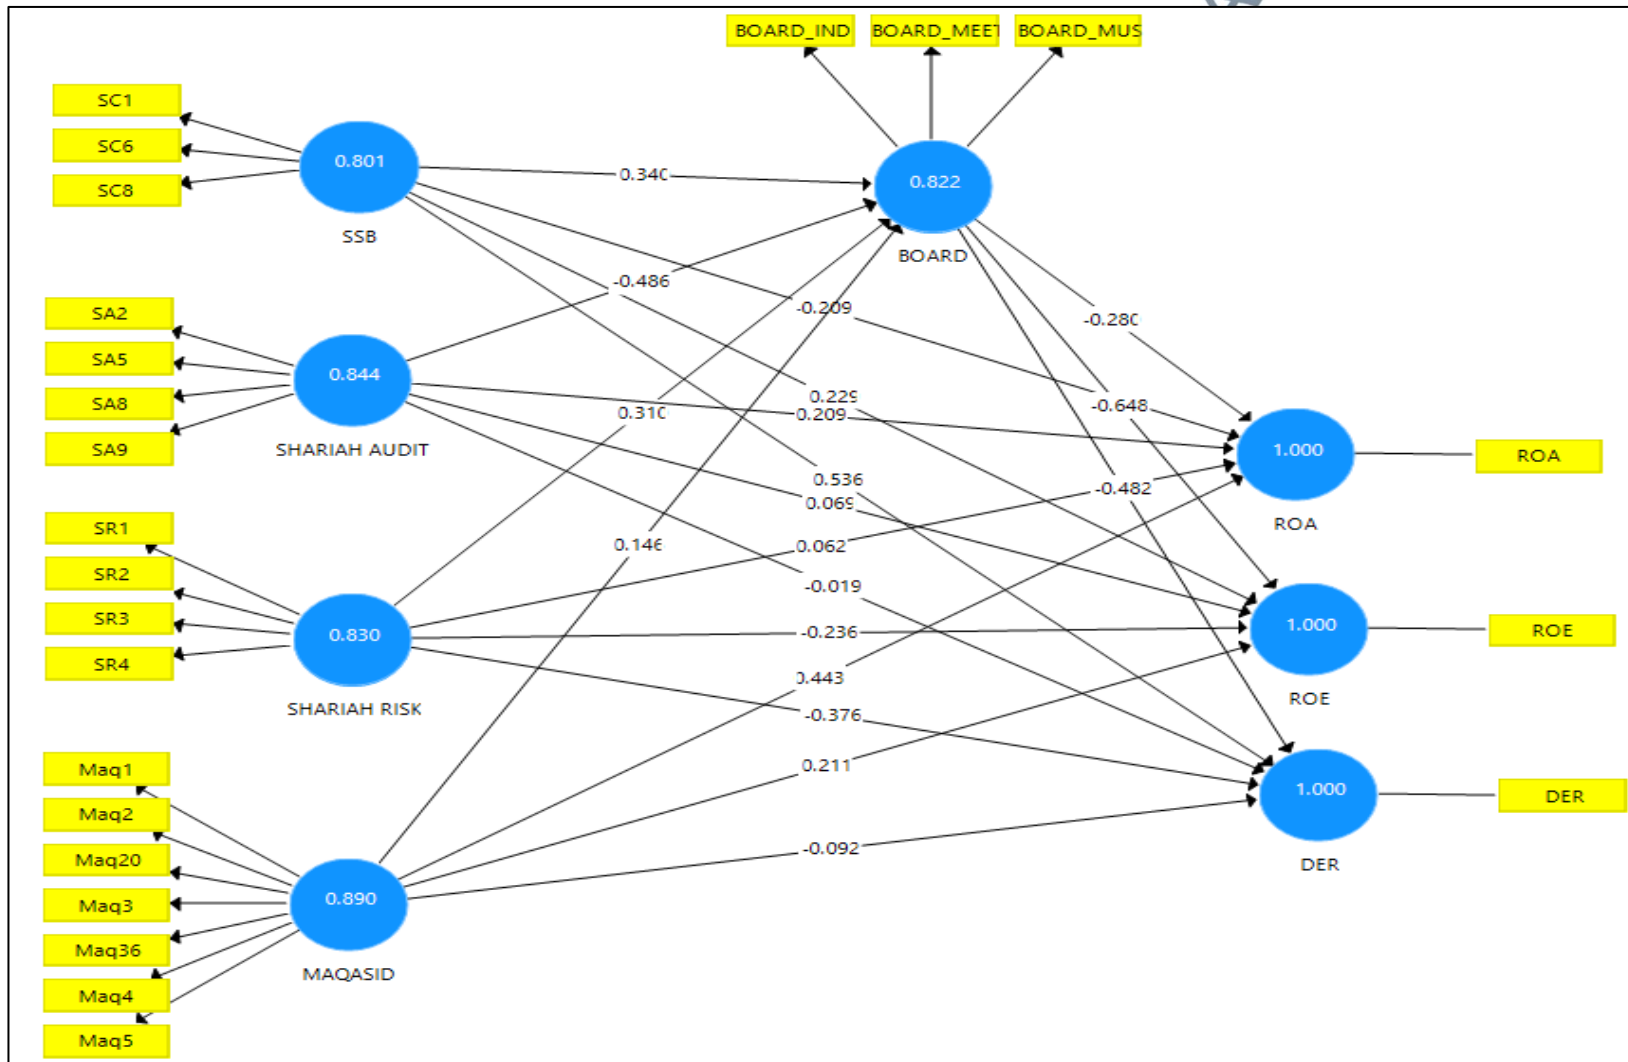 BOARD_IND BOARD_MEET BOARD_MUS
SC1
SC6
SC8
0.801
SSB
0.822
BOARD
SA2
SA5
SA8
SA9
0.844
SHARIAH AUDIT
SR1
SR2
SR3
SR4
0.830
SHARIAH RISK
Maq1
Maq2
Maq20
Maq3
Maq36
Maq4
Maq5
0.890
MAQASID
0.340
-0.486
0.310
0.146
-0.209
0.229
0.209
0.536
0.069
0.062
-0.019
-0.236
0.443
-0.376
0.211
-0.092
-0.280
-0.648
-0.482
1.000
ROA
ROA
1.000
ROE
ROE
1.000
DER
DER